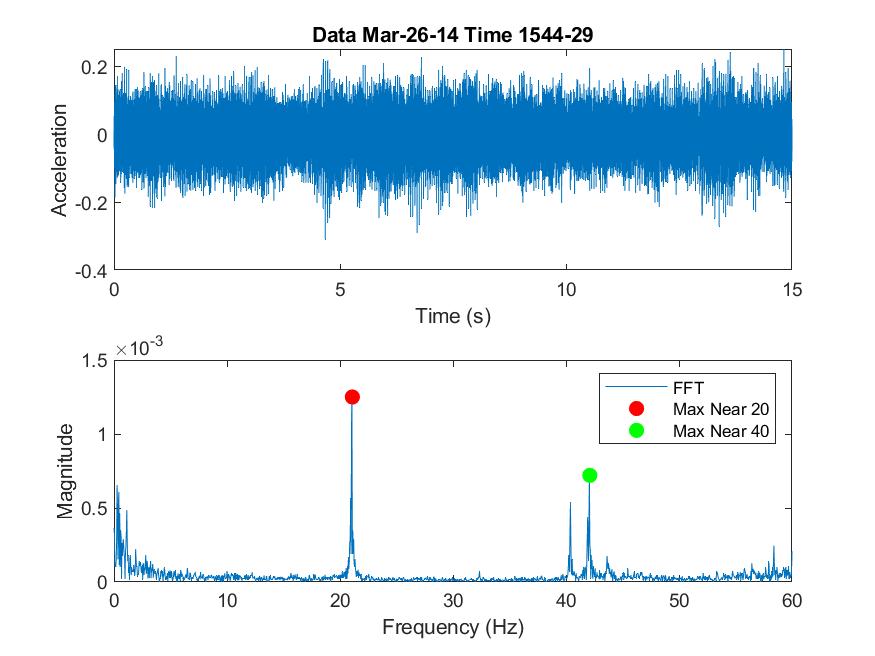 Data Mar-26-14 Time 1544-29
0.2
0
-0.2
-0.4
Acceleration
0 5 10 15
Time (s)
×10-3
1.5
1
0.5
0
Magnitude
FFT
Max Near 20
Max Near 40
0 10 20 30 40 50 60
Frequency (Hz)